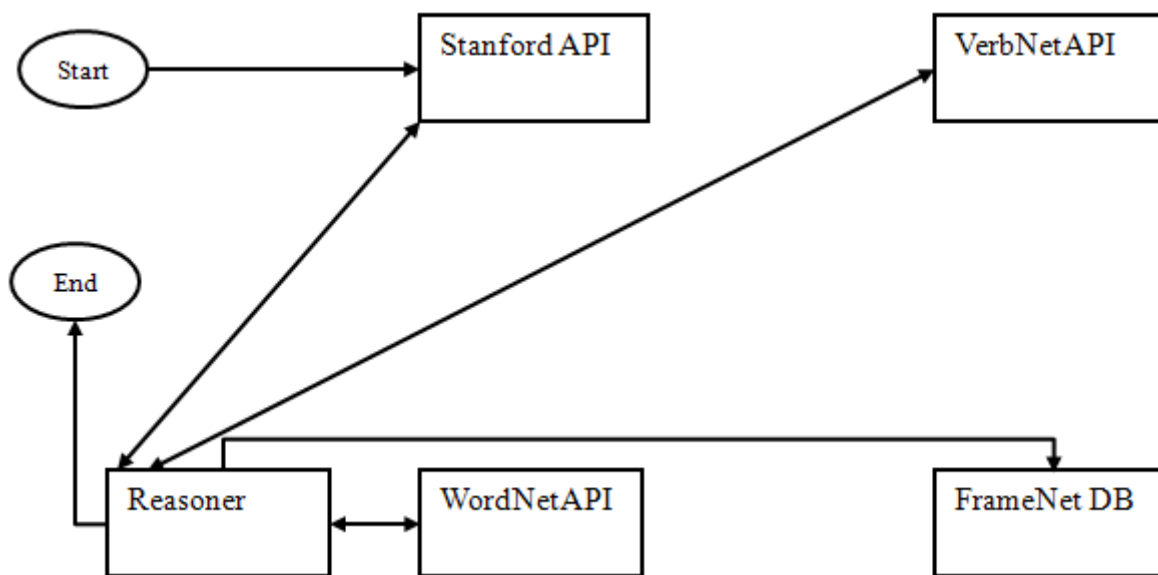 Start
Stanford API
VerbNetAPI
End
Reasoner
WordNetAPI
FrameNet DB